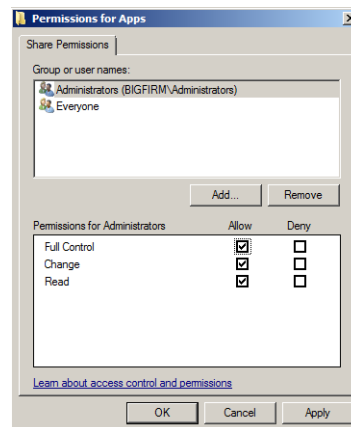 Permissions for Apps
Share Permissions
Group or user names:
Administrators (BIGFIRM\Administrators)
Everyone
Add... Remove
Permissions for Administrators Allow Deny
Full Control
Change
Read
Learn about access control and permissions
OK Cancel Apply